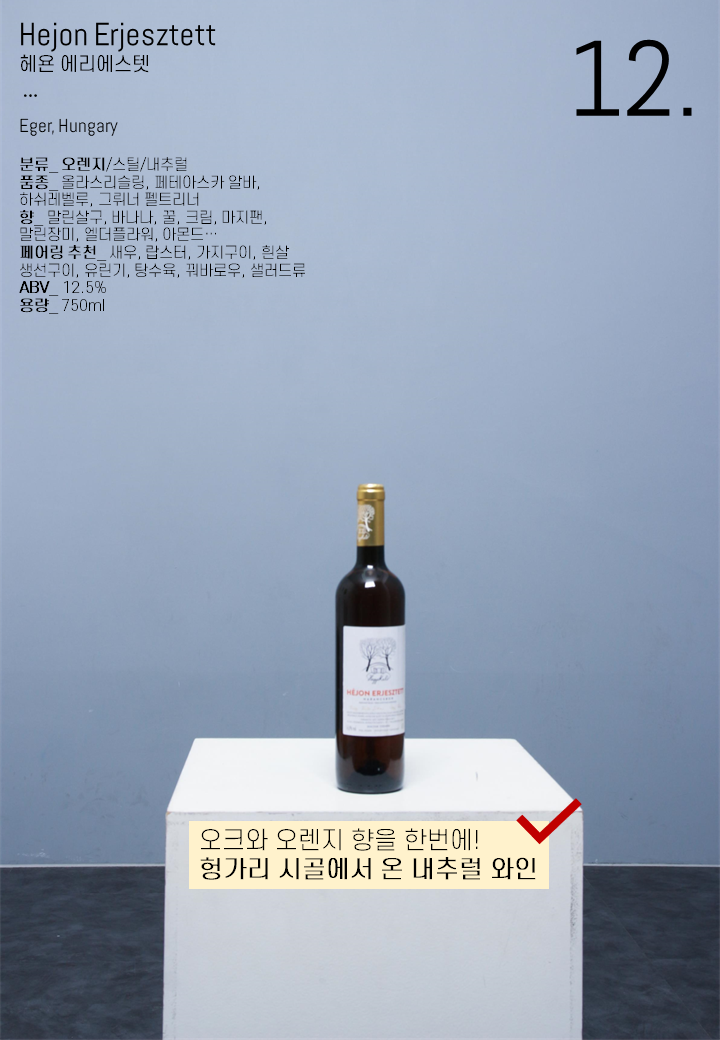 Hejon Erjesztett
헤욘 에리에스텟
...
12.
Eger, Hungary
분류_ 오렌지/스틸/내추럴
품종_ 올라스리슬링, 페테아스카 알바,
하쉬레벨루, 그뤼너 펠트리너
향_ 말린살구, 바나나, 꿀, 크림, 마지팬,
말린장미, 엘더플라워, 아몬드…
페어링 추천_ 새우, 랍스터, 가지구이, 흰살
생선구이, 유린기, 탕수육, 꿔바로우, 샐러드류
ABV_ 12.5%
용량_ 750ml
HÉJON ERJESZTETT
오크와 오렌지 향을 한번에!
헝가리 시골에서 온 내추럴 와인